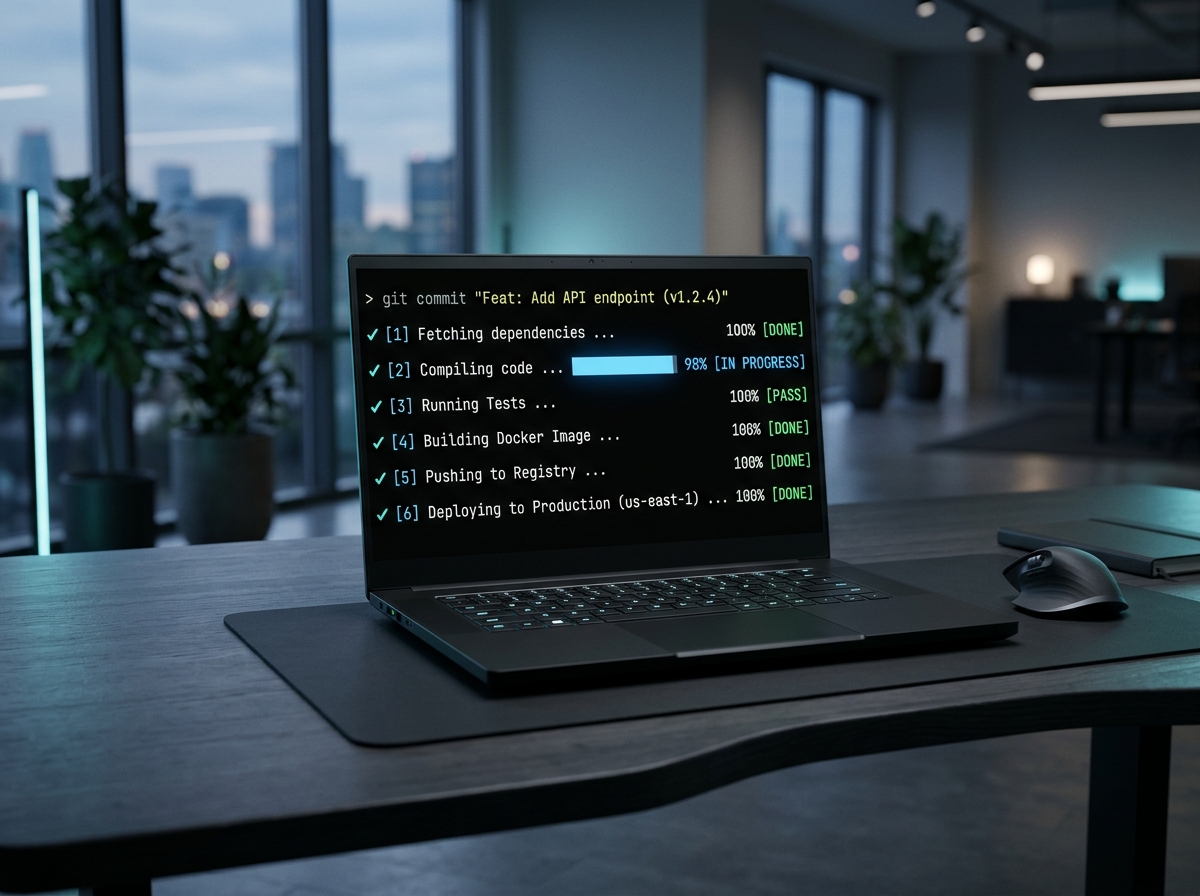 > git commit "Feat: Add API endpoint (v1.2.4)"
✓ [1] Fetching dependencies ... 100% [DONE]
✓ [2] Compiling code ... 98% [IN PROGRESS]
✓ [3] Running Tests ... 100% [PASS]
✓ [4] Building Docker Image ... 100% [DONE]
✓ [5] Pushing to Registry ... 100% [DONE]
✓ [6] Deploying to Production (us-east-1) ... 100% [DONE]